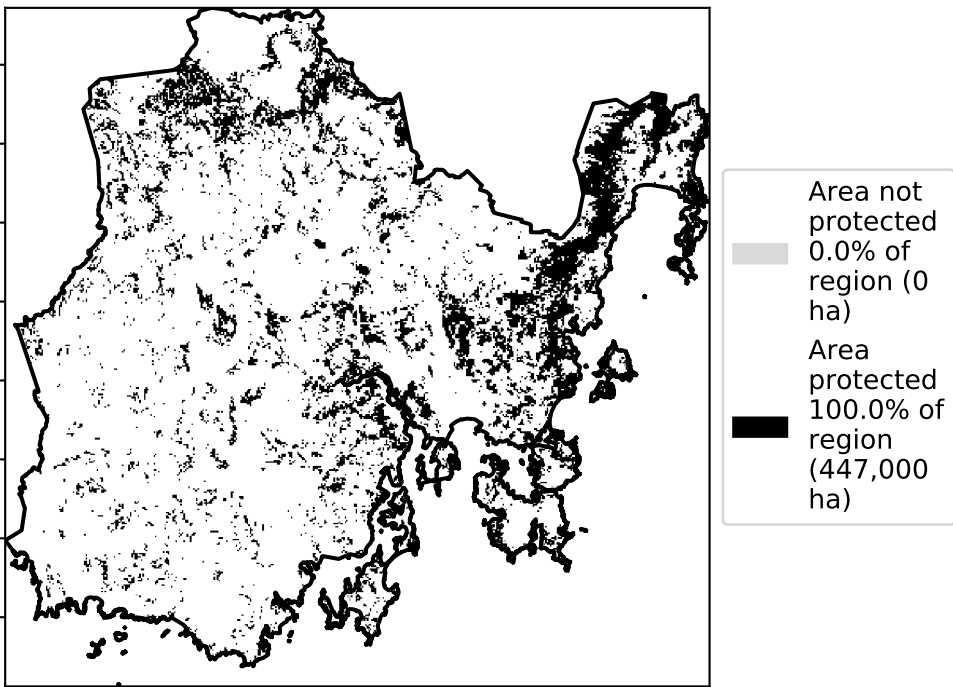 Area not
protected
0.0% of
region (0
ha)
Area
protected
100.0% of
region
(447,000
ha)